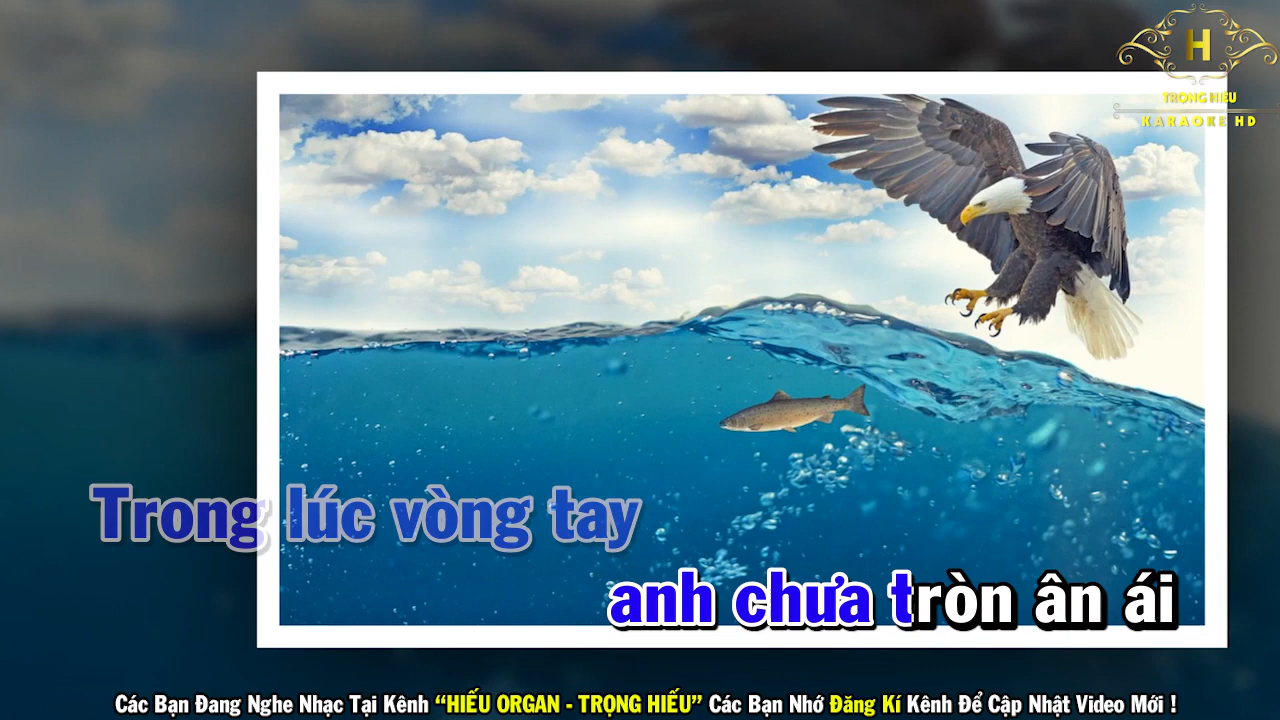 H
TRỌNG HIẾU
KARAOKE HD
Trong lúc vòng tay
anh chưa tròn ân ái
Các Bạn Đang Nghe Nhạc Tại Kênh “HIẾU ORGAN - TRỌNG HIẾU” Các Bạn Nhớ Đăng Kí Kênh Để Cập Nhật Video Mới !